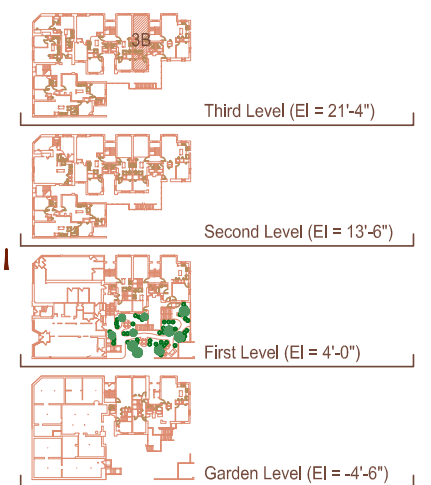 3B
Third Level (El = 21'-4")
Second Level (El = 13'-6")
First Level (El = 4'-0")
Garden Level (El = -4'-6")